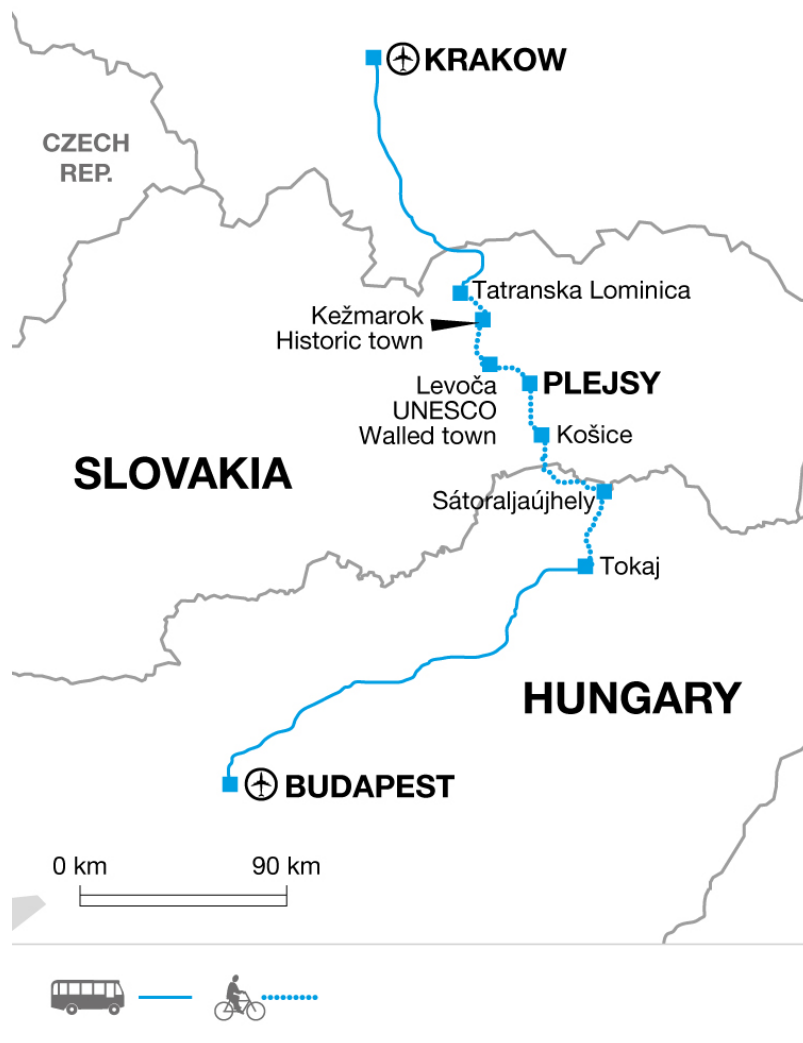 KRAKOW
CZECH
REP.
Tatranska Lominica
Kežmarok
Historic town
PLEJSY
Levoča
UNESCO
Walled town
Košice
SLOVAKIA
Sátoraljaújhely
Tokaj
HUNGARY
BUDAPEST
0 km 90 km